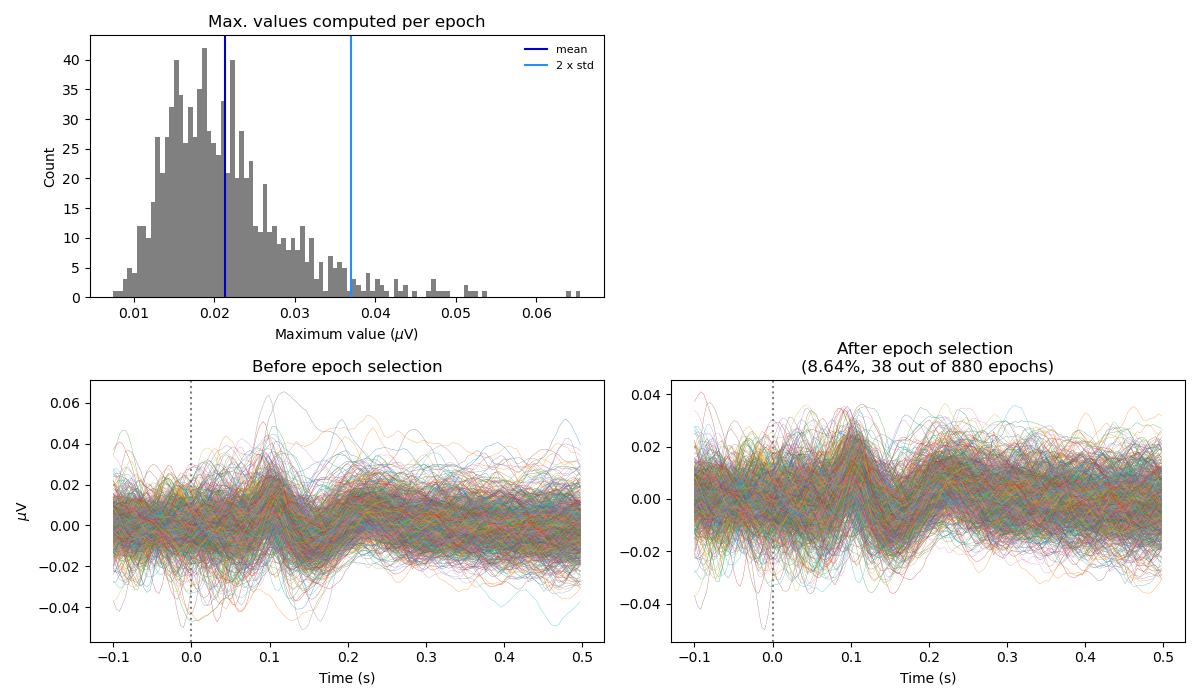 Max. values computed per epoch
mean
2 x std
40
35
30
25
20
15
10
5
0
Count
0.01 0.02 0.03 0.04 0.05 0.06
Maximum value (μV)
Before epoch selection
0.06
0.04
0.02
0.00
−0.02
−0.04
μV
−0.1 0.0 0.1 0.2 0.3 0.4 0.5
Time (s)
After epoch selection
(8.64%, 38 out of 880 epochs)
0.04
0.02
0.00
−0.02
−0.04
−0.1 0.0 0.1 0.2 0.3 0.4 0.5
Time (s)